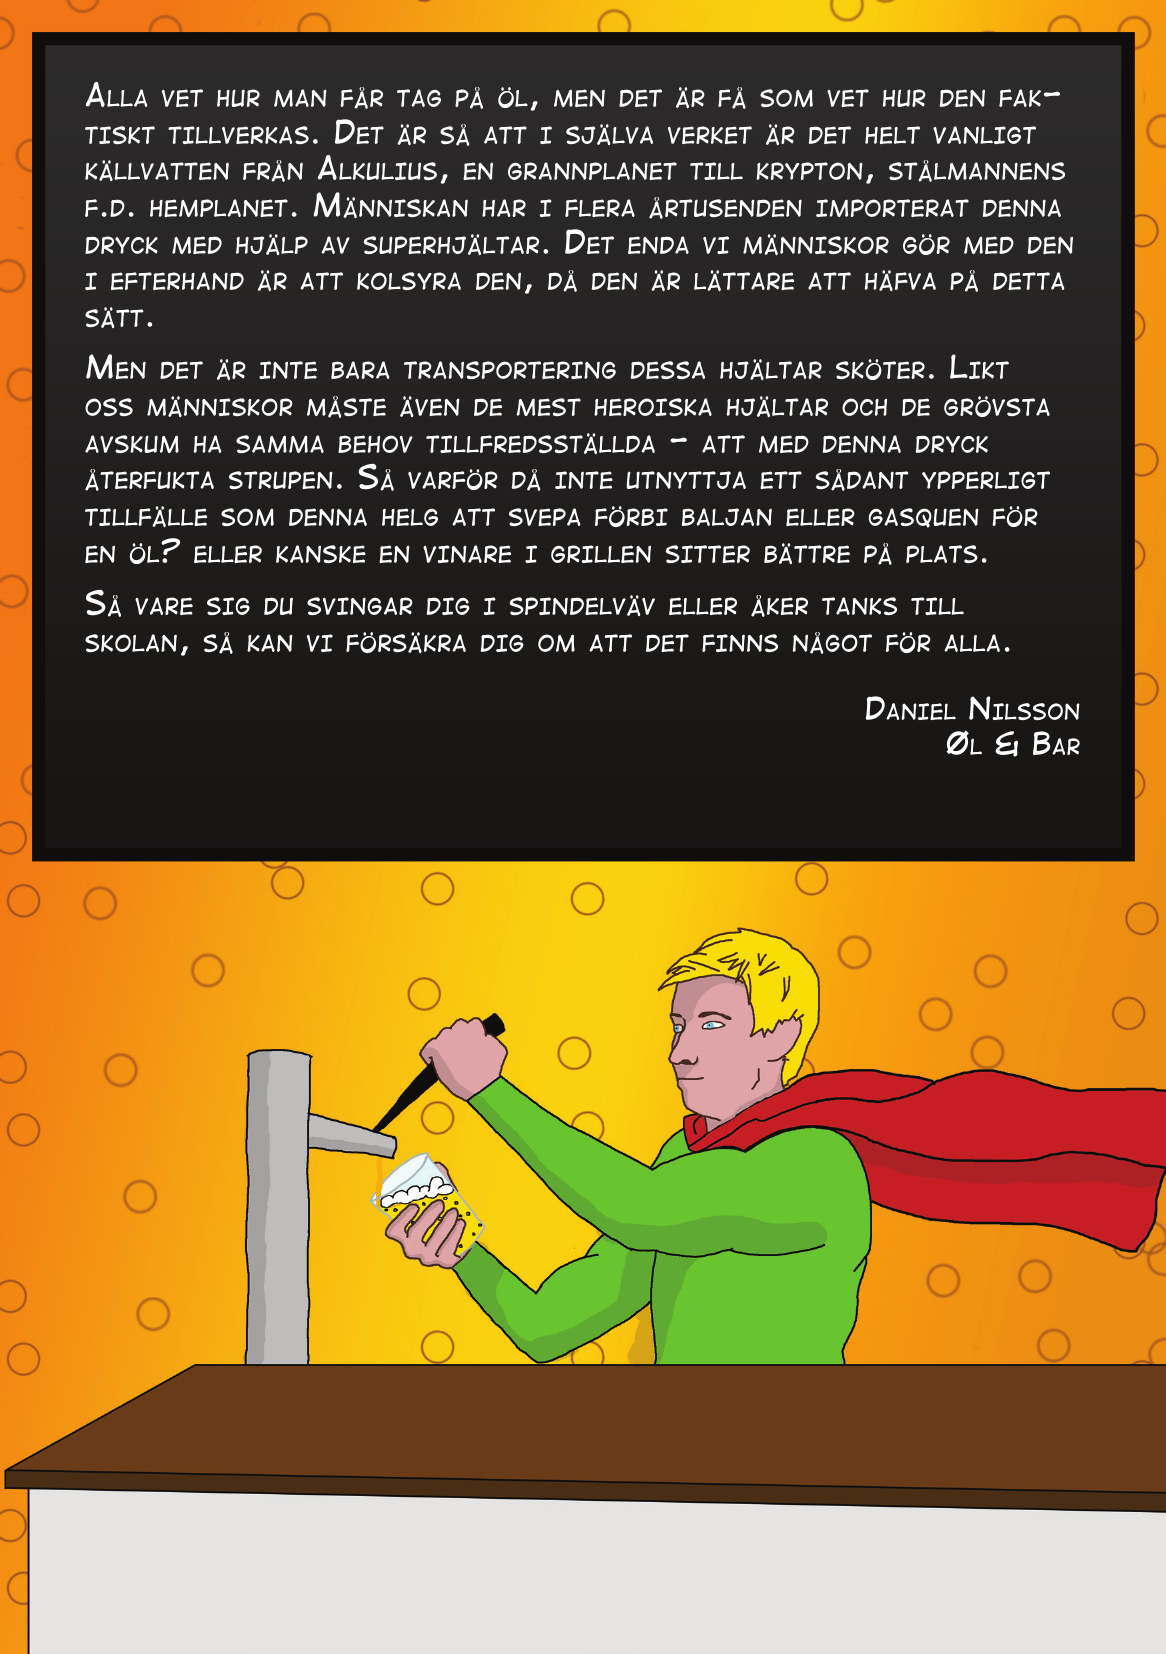 Alla vet hur man får tag på öl, men det är få som vet hur den fak-
tiskt tillverkas. Det är så att i själva verket är det helt vanligt
källvatten från Alkulius, en grannplanet till krypton, stålmannens
f.d. hemplanet. Människan har i flera årtusenden importerat denna
dryck med hjälp av superhjältar. Det enda vi människor gör med den
i efterhand är att kolsyra den, då den är lättare att häfva på detta
sätt.
Men det är inte bara transportering dessa hjältar sköter. Likt
oss människor måste även de mest heroiska hjältar och de grövsta
avskum ha samma behov tillfredsställda – att med denna dryck
återfukta strupen. Så varför då inte utnyttja ett sådant ypperligt
tillfälle som denna helg att svepa förbi baljan eller gasquen för
en öl? eller kanske en vinare i grillen sitter bättre på plats.
Så vare sig du svingar dig i spindelväv eller åker tanks till
skolan, så kan vi försäkra dig om att det finns något för alla.
Daniel Nilsson
Øl & Bar